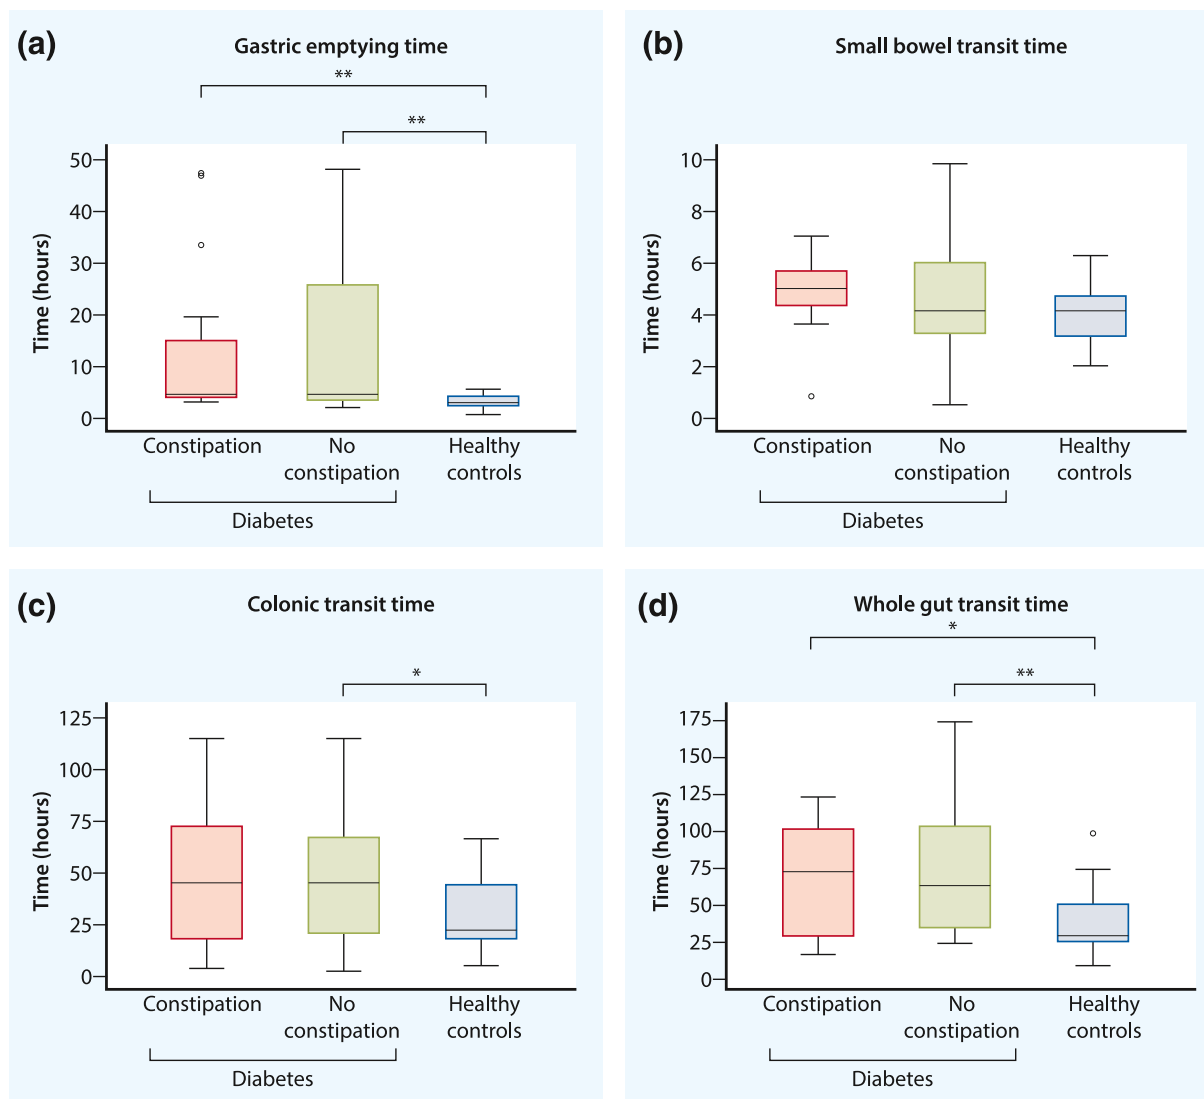 (a)
Gastric emptying time
**
**
Time (hours)
50
40
30
20
10
0
Constipation
No
constipation
Healthy
controls
Diabetes
(b)
Small bowel transit time
Time (hours)
10
8
6
4
2
0
Constipation
No
constipation
Healthy
controls
Diabetes
(c)
Colonic transit time
*
Time (hours)
125
100
75
50
25
0
Constipation
No
constipation
Healthy
controls
Diabetes
(d)
Whole gut transit time
*
**
Time (hours)
175
150
125
100
75
50
25
0
Constipation
No
constipation
Healthy
controls
Diabetes